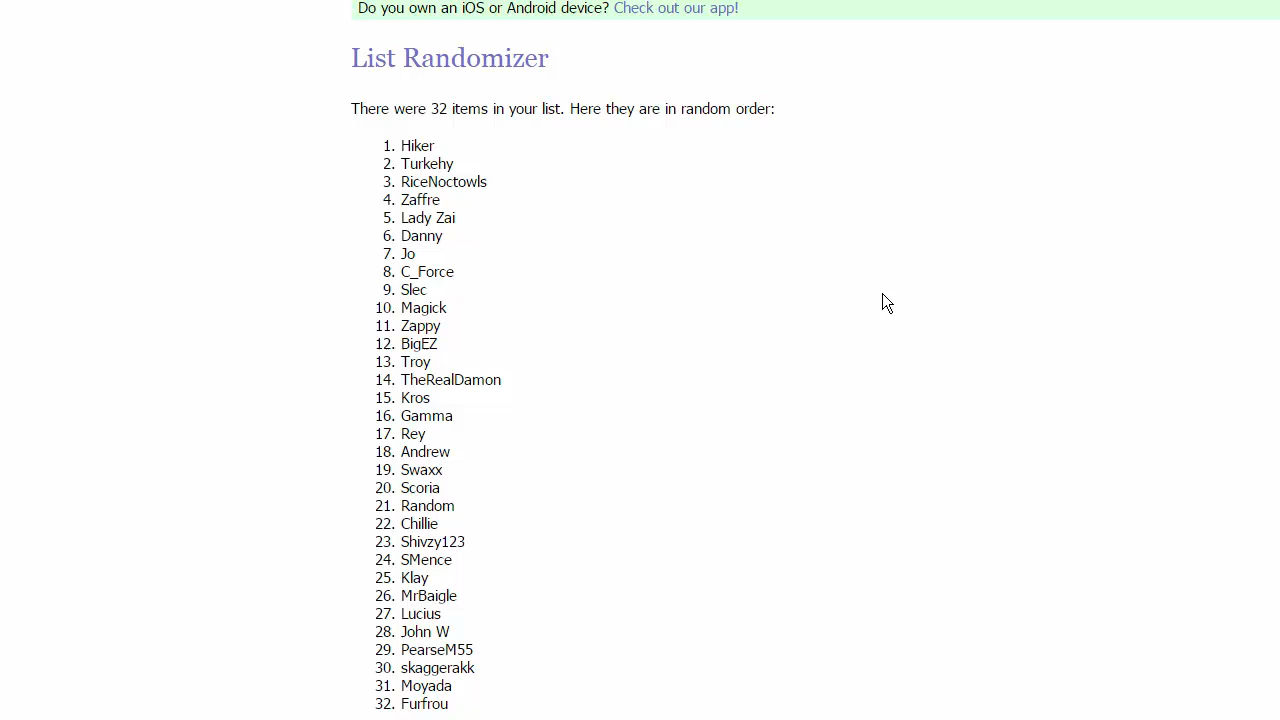 Do you own an iOS or Android device? Check out our app!
List Randomizer
There were 32 items in your list. Here they are in random order:
1. Hiker
2. Turkehy
3. RiceNoctowls
4. Zaffre
5. Lady Zai
6. Danny
7. Jo
8. C_Force
9. Slec
10. Magick
11. Zappy
12. BigEZ
13. Troy
14. TheRealDamon
15. Kros
16. Gamma
17. Rey
18. Andrew
19. Swaxx
20. Scoria
21. Random
22. Chillie
23. Shivzy123
24. SMence
25. Klay
26. MrBaigle
27. Lucius
28. John W
29. PearseM55
30. skaggerakk
31. Moyada
32. Furfrou